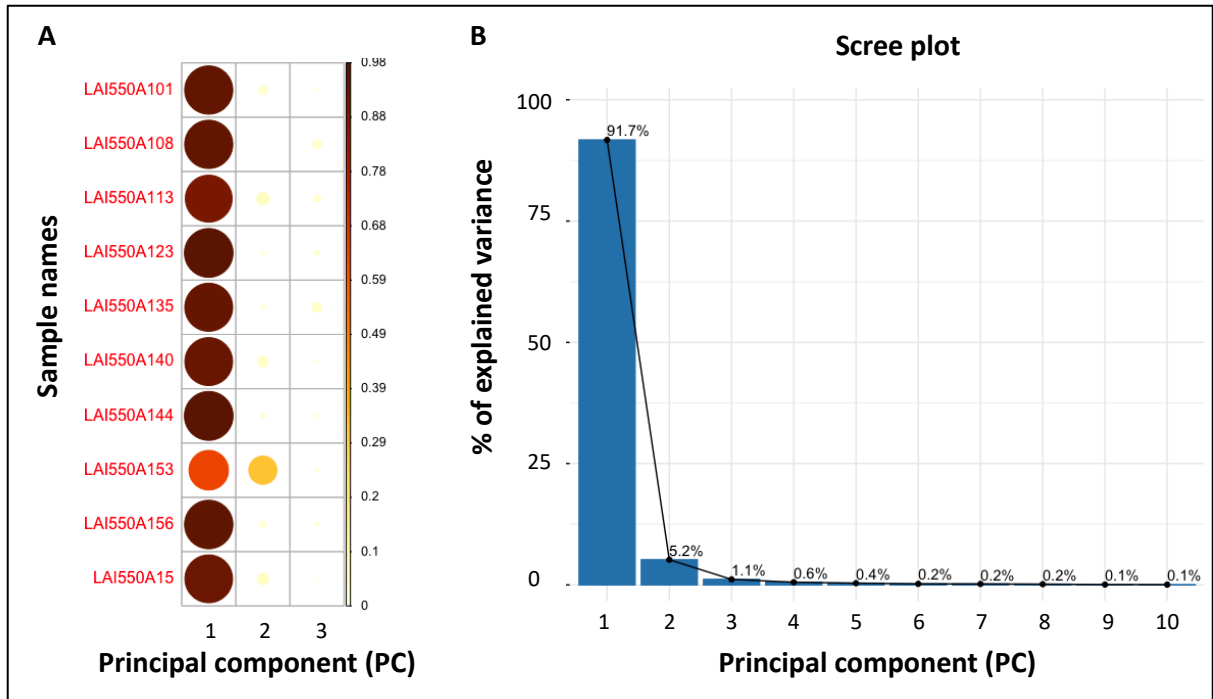 A
Sample names
LAI550A101
LAI550A108
LAI550A113
LAI550A123
LAI550A135
LAI550A140
LAI550A144
LAI550A153
LAI550A156
LAI550A15
0.98
0.88
0.78
0.68
0.59
0.49
0.39
0.29
0.2
0.1
0
1 2 3
Principal component (PC)
B
Scree plot
% of explained variance
100
75
50
25
0
91.7%
5.2%
1.1%
0.6%
0.4%
0.2%
0.2%
0.2%
0.1%
0.1%
1 2 3 4 5 6 7 8 9 10
Principal component (PC)